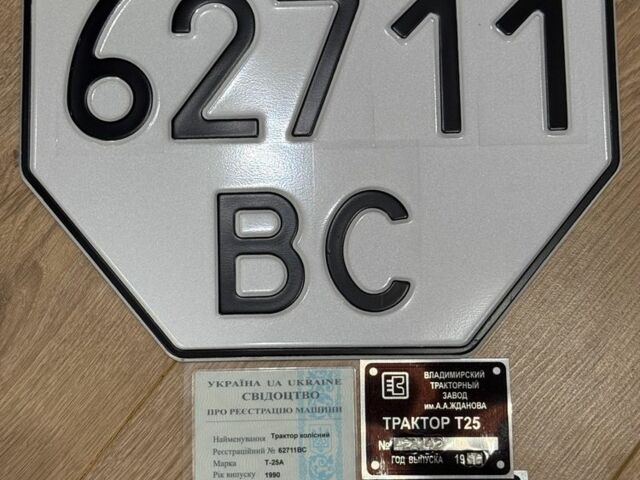 62711
BC
УКРАЇНА UA UKRAINE
СВІДОЦТВО
ПРО РЕЄСТРАЦІЮ МАШИНИ
Найменування Трактор колісний
Реєстраційний № 62711ВС
Марка Т-25А
Рік випуску 1990
ВЛАДИМИРСКИЙ
ТРАКТОРНЫЙ
ЗАВОД
им.А.А.ЖДАНОВА
ТРАКТОР Т25
№
ГОД ВЫПУСКА 19